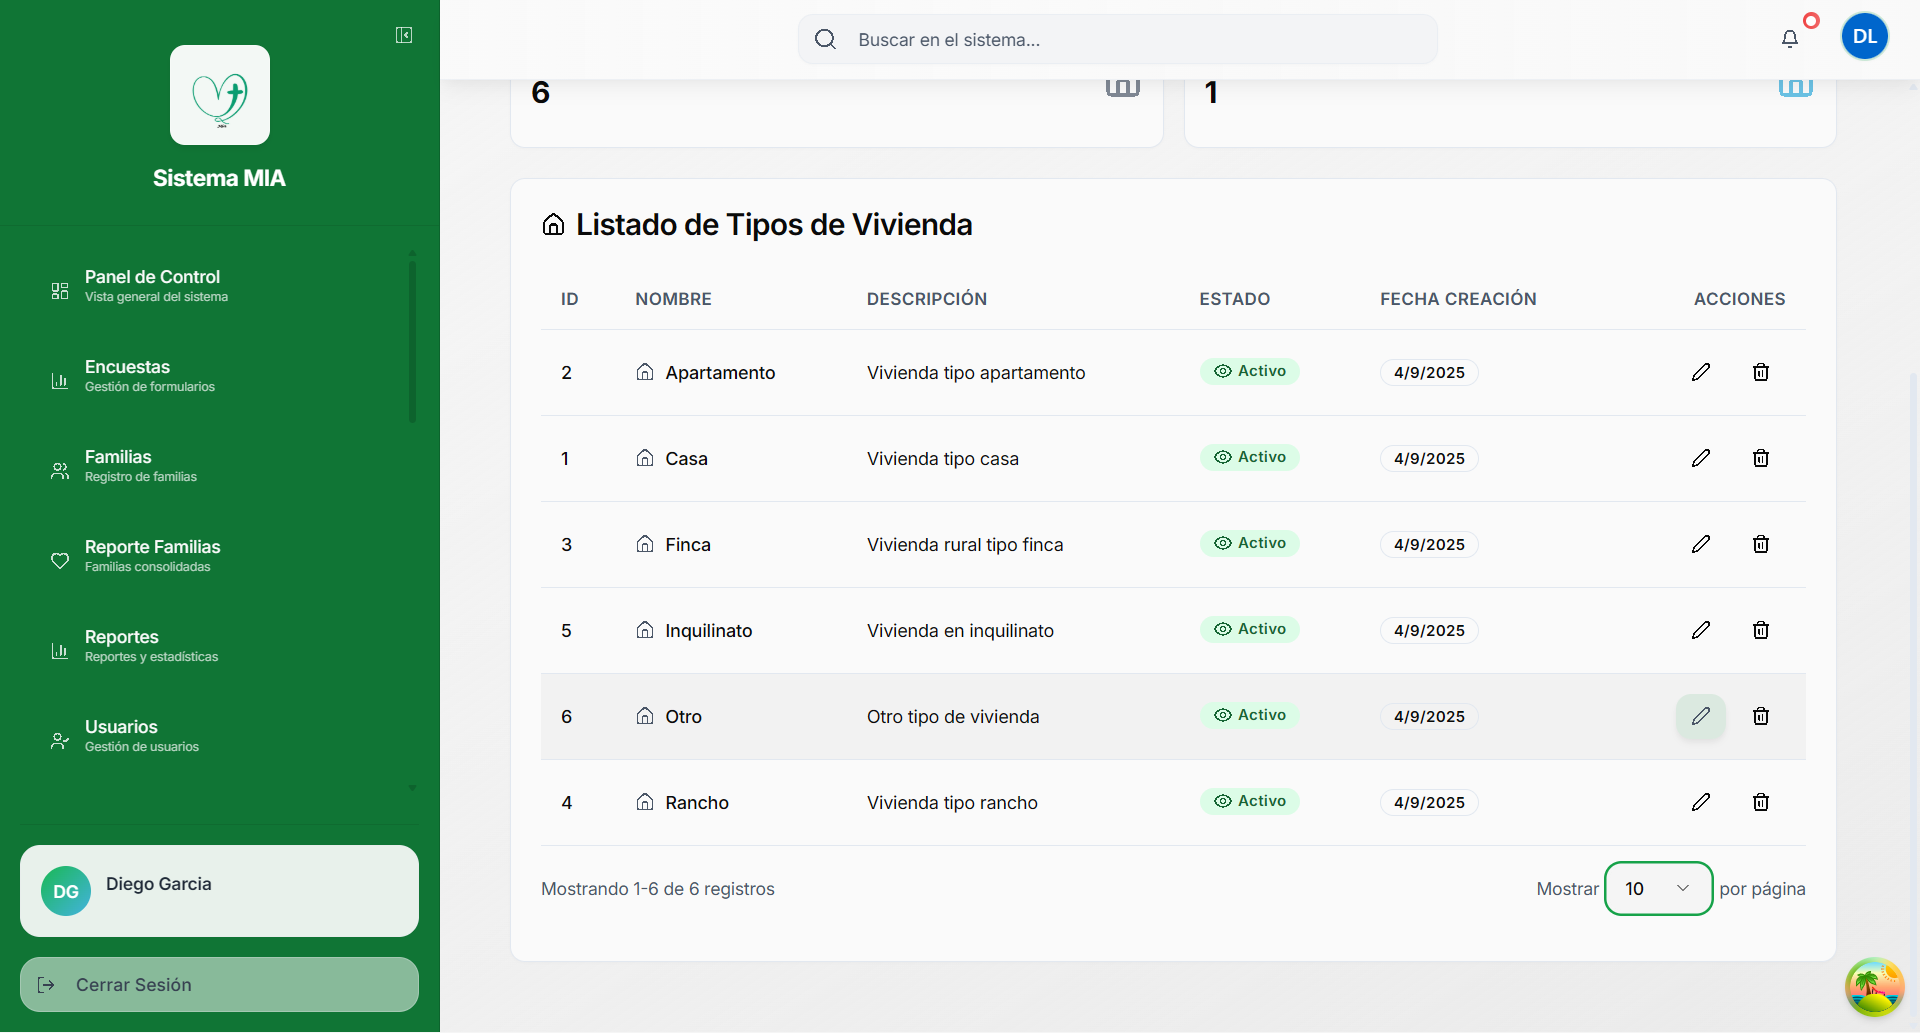 Sistema MIA
Panel de Control
Vista general del sistema
Encuestas
Gestión de formularios
Familias
Registro de familias
Reporte Familias
Familias consolidadas
Reportes
Reportes y estadísticas
Usuarios
Gestión de usuarios
DG Diego Garcia
Cerrar Sesión
Buscar en el sistema...
DL
6
1
Listado de Tipos de Vivienda
ID NOMBRE DESCRIPCIÓN ESTADO FECHA CREACIÓN ACCIONES
2 Apartamento Vivienda tipo apartamento Activo 4/9/2025
1 Casa Vivienda tipo casa Activo 4/9/2025
3 Finca Vivienda rural tipo finca Activo 4/9/2025
5 Inquilinato Vivienda en inquilinato Activo 4/9/2025
6 Otro Otro tipo de vivienda Activo 4/9/2025
4 Rancho Vivienda tipo rancho Activo 4/9/2025
Mostrando 1-6 de 6 registros Mostrar 10 por página